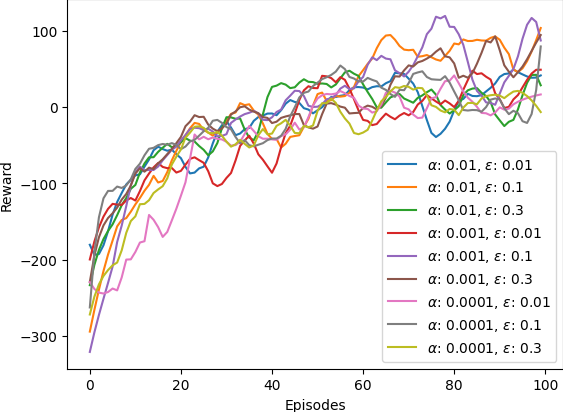 100
0
−100
−200
−300
Reward
0
20
40
60
80
100
Episodes
α: 0.01, ε: 0.01
α: 0.01, ε: 0.1
α: 0.01, ε: 0.3
α: 0.001, ε: 0.01
α: 0.001, ε: 0.1
α: 0.001, ε: 0.3
α: 0.0001, ε: 0.01
α: 0.0001, ε: 0.1
α: 0.0001, ε: 0.3